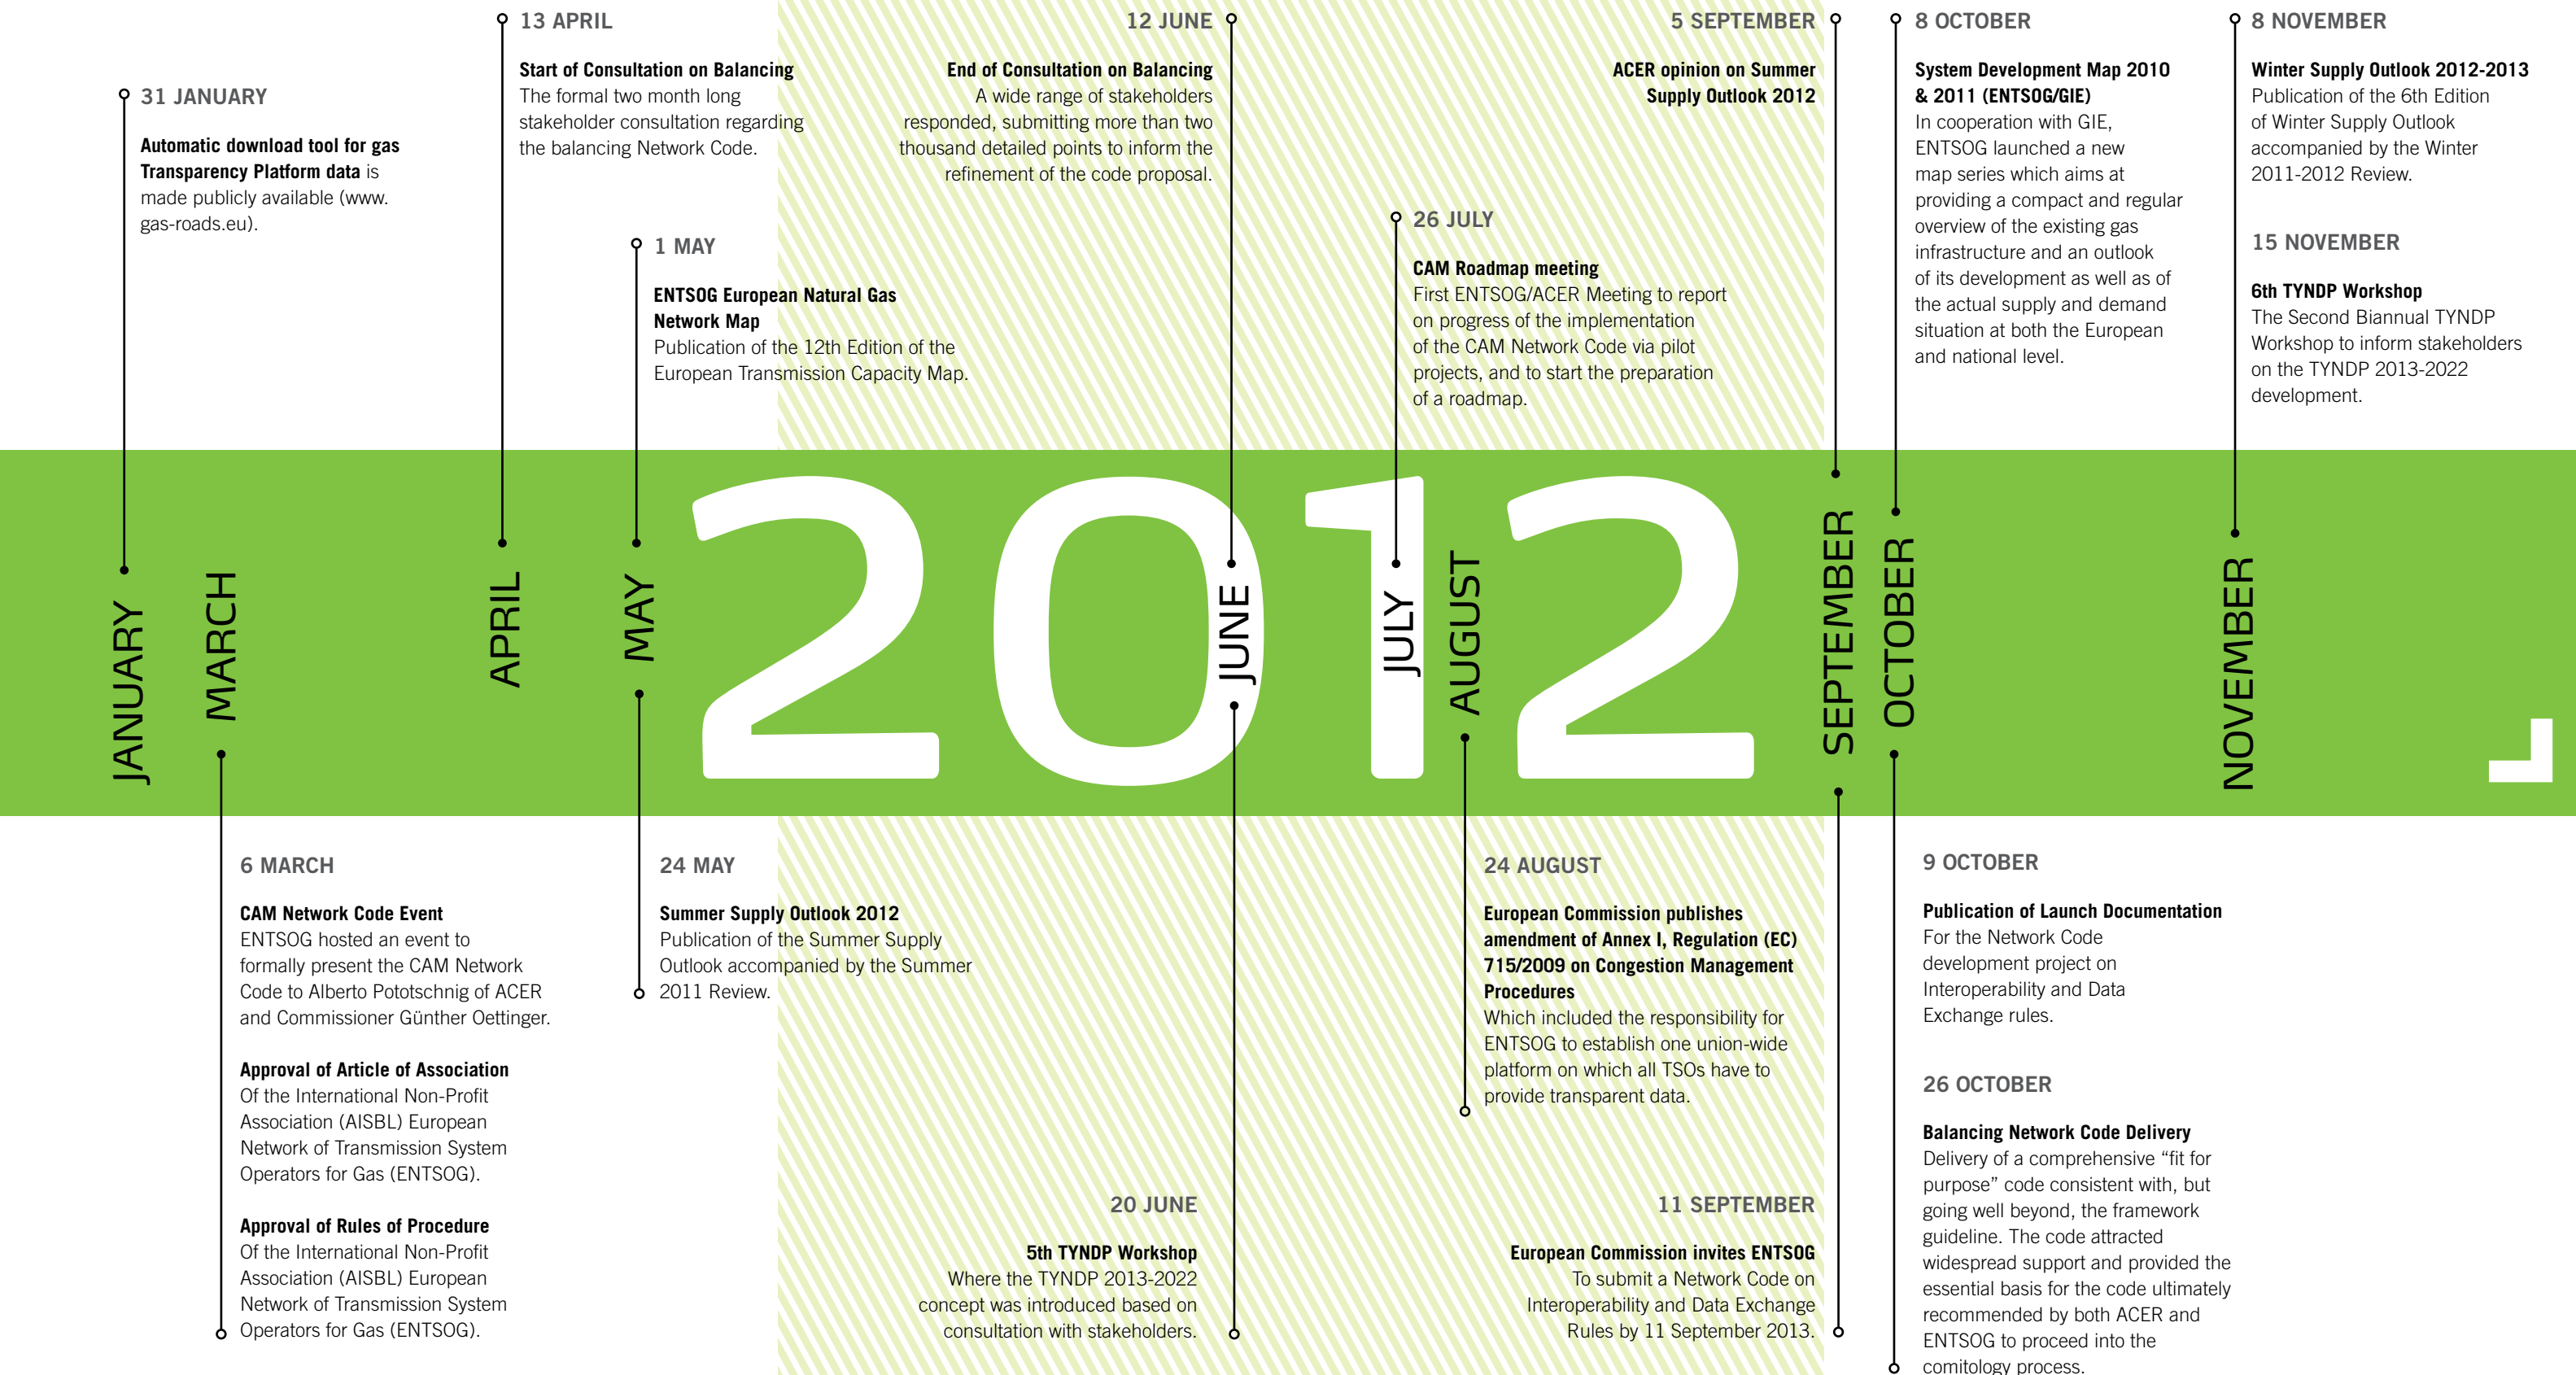 31 JANUARY
Automatic download tool for gas
Transparency Platform data is
made publicly available (www.
gas-roads.eu).
13 APRIL
Start of Consultation on Balancing
The formal two month long
stakeholder consultation regarding
the balancing Network Code.
1 MAY
ENTSOG European Natural Gas
Network Map
Publication of the 12th Edition of the
European Transmission Capacity Map.
12 JUNE
End of Consultation on Balancing
A wide range of stakeholders
responded, submitting more than two
thousand detailed points to inform the
refinement of the code proposal.
26 JULY
CAM Roadmap meeting
First ENTSOG/ACER Meeting to report
on progress of the implementation
of the CAM Network Code via pilot
projects, and to start the preparation
of a roadmap.
5 SEPTEMBER
ACER opinion on Summer
Supply Outlook 2012
8 OCTOBER
System Development Map 2010
& 2011 (ENTSOG/GIE)
In cooperation with GIE,
ENTSOG launched a new
map series which aims at
providing a compact and regular
overview of the existing gas
infrastructure and an outlook
of its development as well as of
the actual supply and demand
situation at both the European
and national level.
8 NOVEMBER
Winter Supply Outlook 2012-2013
Publication of the 6th Edition
of Winter Supply Outlook
accompanied by the Winter
2011-2012 Review.
15 NOVEMBER
6th TYNDP Workshop
The Second Biannual TYNDP
Workshop to inform stakeholders
on the TYNDP 2013-2022
development.
2012
JANUARY
MARCH
APRIL
MAY
JUNE
JULY
AUGUST
SEPTEMBER
OCTOBER
NOVEMBER
6 MARCH
CAM Network Code Event
ENTSOG hosted an event to
formally present the CAM Network
Code to Alberto Pototschnig of ACER
and Commissioner Günther Oettinger.
Approval of Article of Association
Of the International Non-Profit
Association (AISBL) European
Network of Transmission System
Operators for Gas (ENTSOG).
Approval of Rules of Procedure
Of the International Non-Profit
Association (AISBL) European
Network of Transmission System
Operators for Gas (ENTSOG).
24 MAY
Summer Supply Outlook 2012
Publication of the Summer Supply
Outlook accompanied by the Summer
2011 Review.
20 JUNE
5th TYNDP Workshop
Where the TYNDP 2013-2022
concept was introduced based on
consultation with stakeholders.
24 AUGUST
European Commission publishes
amendment of Annex I, Regulation (EC)
715/2009 on Congestion Management
Procedures
Which included the responsibility for
ENTSOG to establish one union-wide
platform on which all TSOs have to
provide transparent data.
11 SEPTEMBER
European Commission invites ENTSOG
To submit a Network Code on
Interoperability and Data Exchange
Rules by 11 September 2013.
9 OCTOBER
Publication of Launch Documentation
For the Network Code
development project on
Interoperability and Data
Exchange rules.
26 OCTOBER
Balancing Network Code Delivery
Delivery of a comprehensive “fit for
purpose” code consistent with, but
going well beyond, the framework
guideline. The code attracted
widespread support and provided the
essential basis for the code ultimately
recommended by both ACER and
ENTSOG to proceed into the
comitology process.